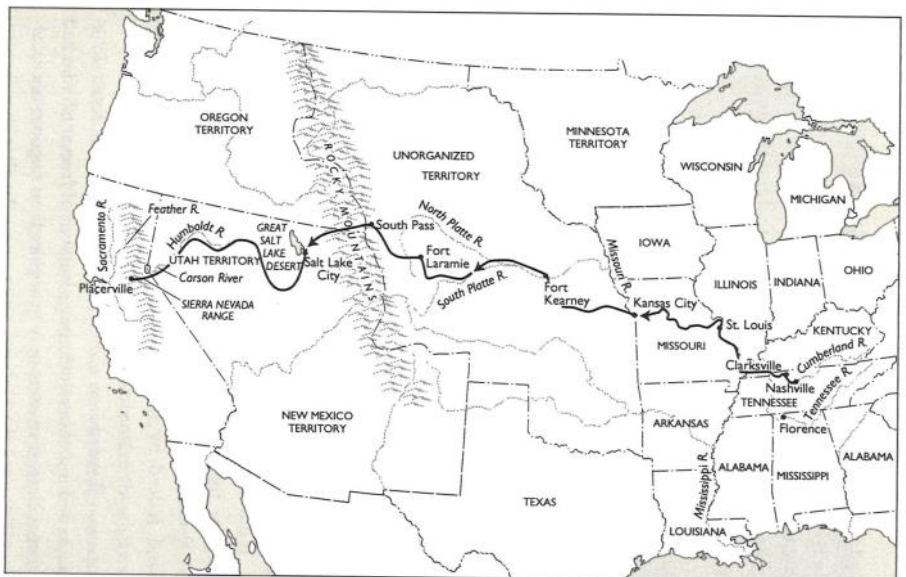 OREGON
TERRITORY
ROCKY MOUNTAINS
UNORGANIZED
TERRITORY
MINNESOTA
TERRITORY
WISCONSIN
MICHIGAN
Sacramento R.
Feather R.
Humboldt R.
GREAT
SALT
LAKE
DESERT
South Pass
North Platte R.
Fort
Laramie
IOWA
Missouri R.
UTAH TERRITORY
Salt Lake
City
Carson River
Placerville
SIERRA NEVADA
RANGE
South Platte R.
Fort
Kearney
Kansas City
ILLINOIS
INDIANA
OHIO
St. Louis
MISSOURI
KENTUCKY
Clarksville
Cumberland R.
Nashville
TENNESSEE
Tennessee R.
Florence
NEW MEXICO
TERRITORY
ARKANSAS
Mississippi R.
ALABAMA
MISSISSIPPI
ALABAMA
TEXAS
LOUISIANA